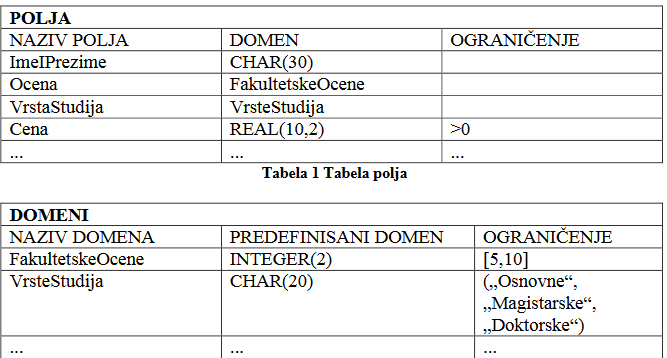 POLJA
NAZIV POLJA DOMEN OGRANIČENJE
ImeIPrezime CHAR(30)
Ocena FakultetskeOcene
VrstaStudija VrsteStudija
Cena REAL(10,2) >0
... ... ...
Tabela 1 Tabela polja
DOMENI
NAZIV DOMENA PREDEFINISANI DOMEN OGRANIČENJE
FakultetskeOcene INTEGER(2) [5,10]
VrsteStudija CHAR(20) („Osnovne“,
„Magistarske“,
„Doktorske“)
... ... ...